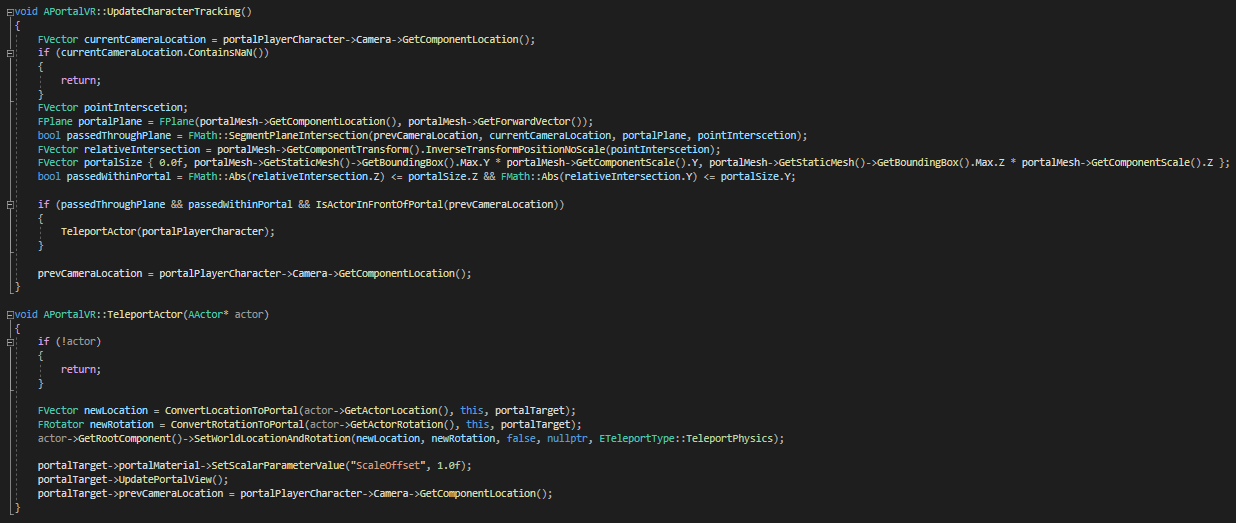 void APortalVR::UpdateCharacterTracking()
{
FVector currentCameraLocation = portalPlayerCharacter->Camera->GetComponentLocation();
if (currentCameraLocation.ContainsNaN())
{
return;
}
FVector pointInterscetion;
FPlane portalPlane = FPlane(portalMesh->GetComponentLocation(), portalMesh->GetForwardVector());
bool passedThroughPlane = FMath::SegmentPlaneIntersection(prevCameraLocation, currentCameraLocation, portalPlane, pointInterscetion);
FVector relativeIntersection = portalMesh->GetComponentTransform().InverseTransformPositionNoScale(pointInterscetion);
FVector portalSize { 0.0f, portalMesh->GetStaticMesh()->GetBoundingBox().Max.Y * portalMesh->GetComponentScale().Y, portalMesh->GetStaticMesh()->GetBoundingBox().Max.Z * portalMesh->GetComponentScale().Z };
bool passedWithinPortal = FMath::Abs(relativeIntersection.Z) <= portalSize.Z && FMath::Abs(relativeIntersection.Y) <= portalSize.Y;
if (passedThroughPlane && passedWithinPortal && IsActorInFrontOfPortal(prevCameraLocation))
{
TeleportActor(portalPlayerCharacter);
}
prevCameraLocation = portalPlayerCharacter->Camera->GetComponentLocation();
}
void APortalVR::TeleportActor(AActor* actor)
{
if (!actor)
{
return;
}
FVector newLocation = ConvertLocationToPortal(actor->GetActorLocation(), this, portalTarget);
FRotator newRotation = ConvertRotationToPortal(actor->GetActorRotation(), this, portalTarget);
actor->GetRootComponent()->SetWorldLocationAndRotation(newLocation, newRotation, false, nullptr, ETeleportType::TeleportPhysics);
portalTarget->portalMaterial->SetScalarParameterValue("ScaleOffset", 1.0f);
portalTarget->UpdatePortalView();
portalTarget->prevCameraLocation = portalPlayerCharacter->Camera->GetComponentLocation();
}